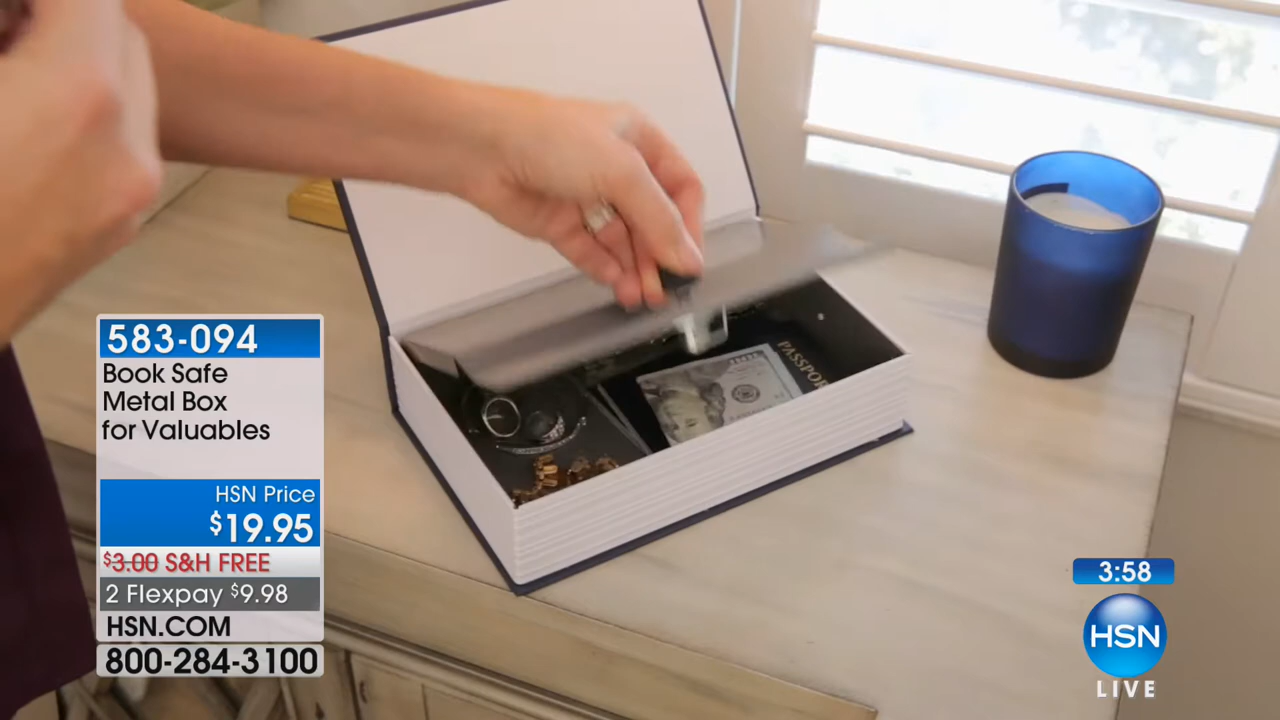 583-094
Book Safe
Metal Box
for Valuables
HSN Price
$19.95
$3.00 S&H FREE
2 Flexpay $9.98
HSN.COM
800-284-3100
PASSPOR
3:58
HSN
LIVE